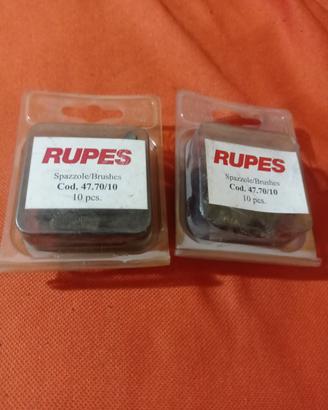 RUPES
Spazzole/Brushes
Cod. 47.70/10
10 pcs.
RUPES
Spazzole/Brushes
Cod. 47.70/10
10 pcs.